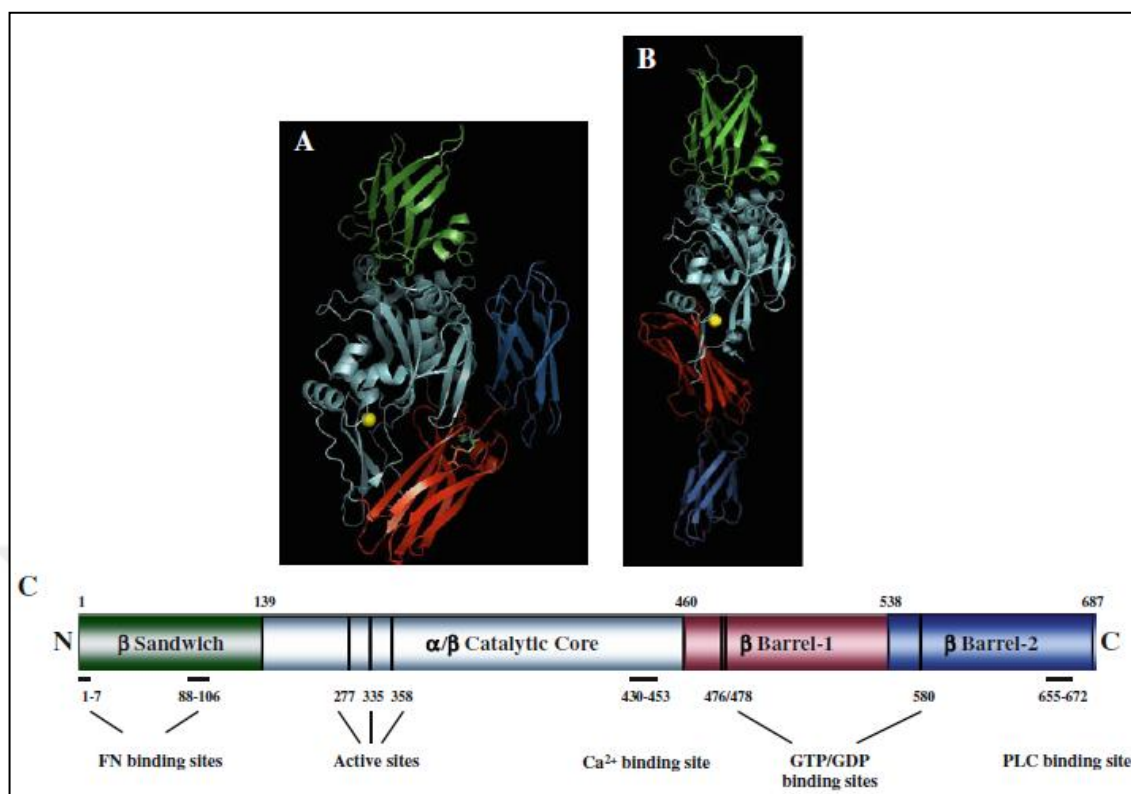 A
B
C
1 139 460 538 687
N β Sandwich α/β Catalytic Core β Barrel-1 β Barrel-2 C
1-7 88-106 277 335 358 430-453 476/478 580 655-672
FN binding sites Active sites Ca²⁺ binding site GTP/GDP binding sites PLC binding site